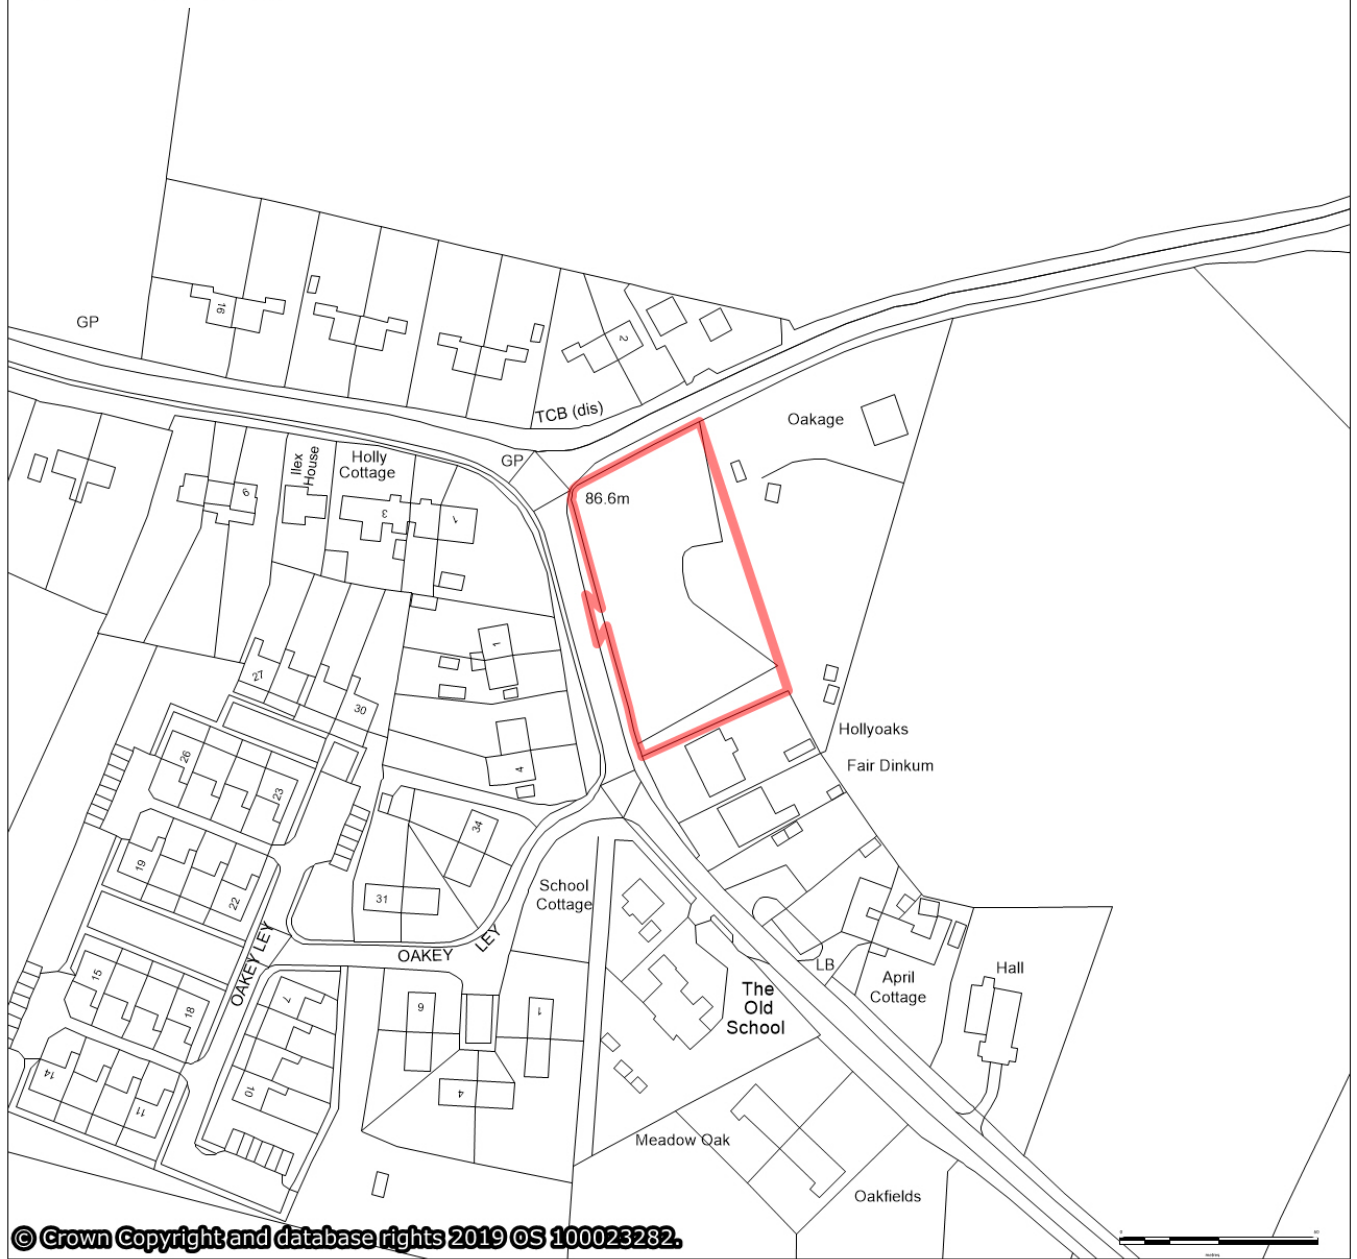 GP
16
2
TCB (dis)
Oakage
GP
Ilex
House
Holly
Cottage
9
3
1
86.6m
1
27
30
4
Hollyoaks
Fair Dinkum
26
23
34
19
22
31
School
Cottage
OAKEY LEY
OAKEY
LEY
LB
April
Cottage
Hall
The
Old
School
15
18
7
6
1
14
11
10
4
Meadow Oak
Oakfields
© Crown Copyright and database rights 2019 OS 100023282.